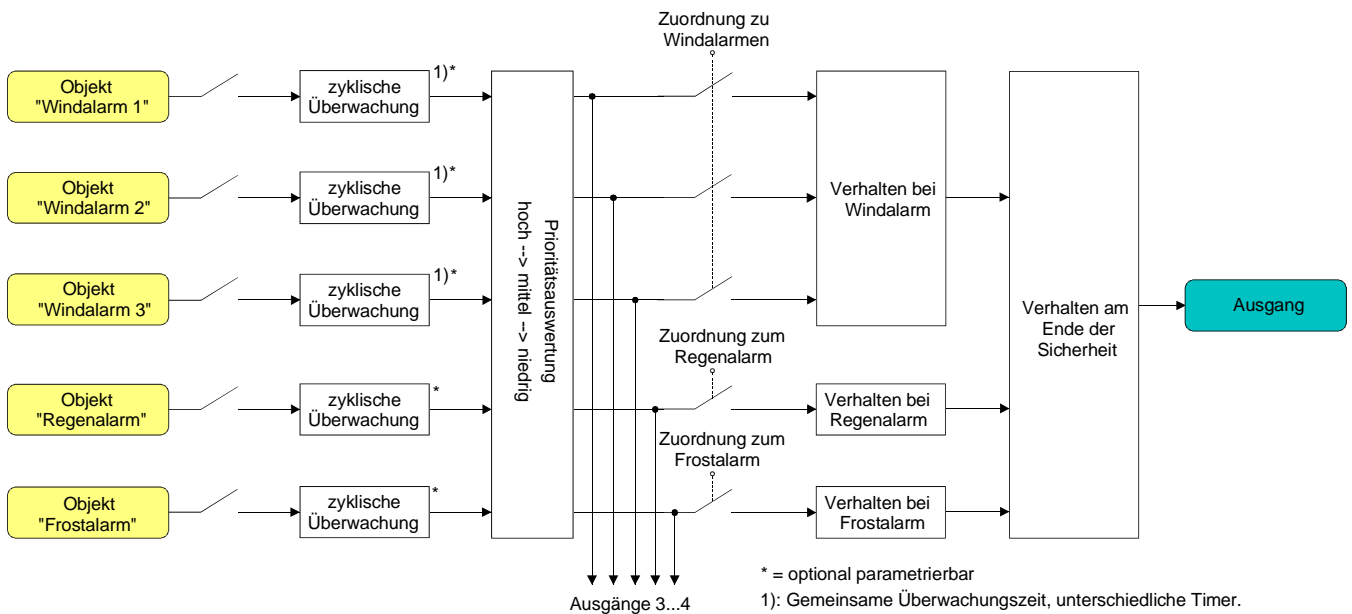 Zuordnung zu
Windalarmen
Objekt
"Windalarm 1"
zyklische
Überwachung
1)*
Objekt
"Windalarm 2"
zyklische
Überwachung
1)*
Objekt
"Windalarm 3"
zyklische
Überwachung
1)*
Objekt
"Regenalarm"
zyklische
Überwachung
*
Objekt
"Frostalarm"
zyklische
Überwachung
*
Prioritätsauswertung
hoch --> mittel --> niedrig
Zuordnung zum
Regenalarm
Zuordnung zum
Frostalarm
Verhalten bei
Windalarm
Verhalten bei
Regenalarm
Verhalten bei
Frostalarm
Verhalten am
Ende der
Sicherheit
Ausgang
Ausgänge 3...4
* = optional parametrierbar
1): Gemeinsame Überwachungszeit, unterschiedliche Timer.